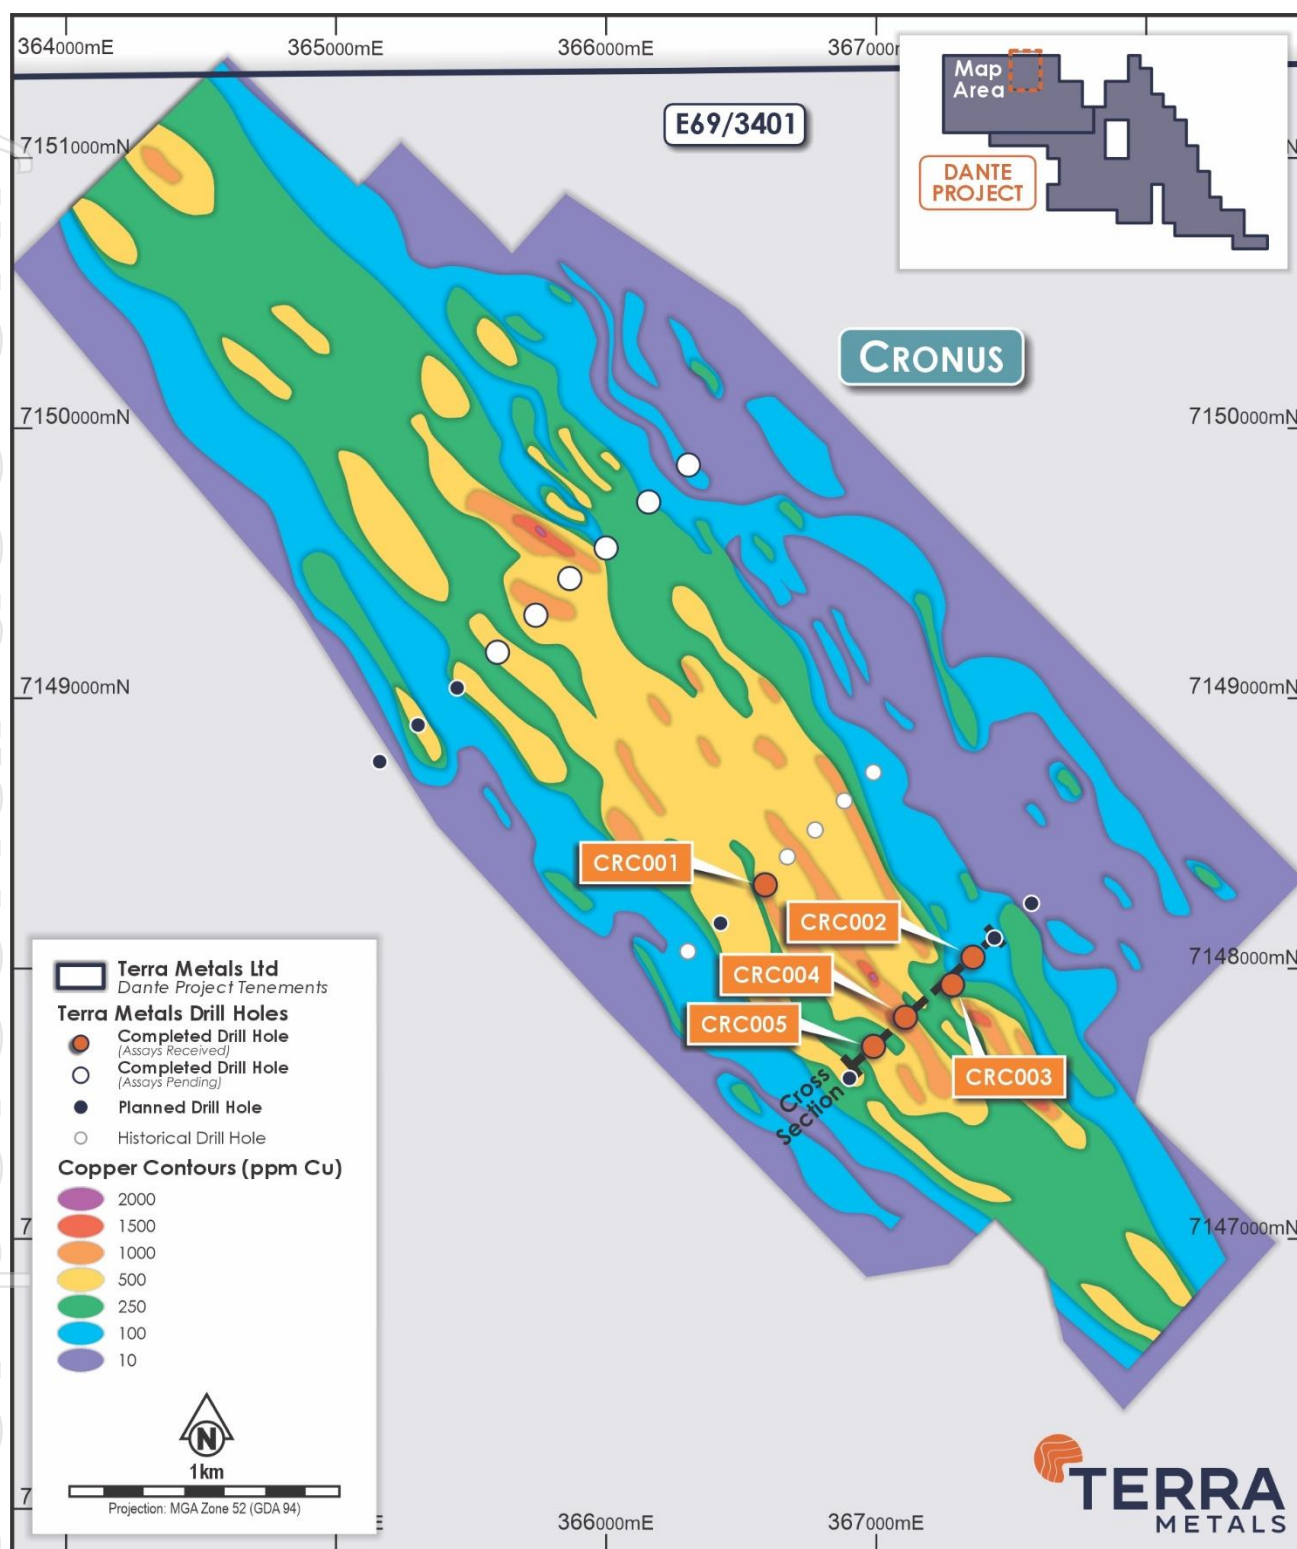 364000mE
365000mE
366000mE
367000
Map
Area
DANTE
PROJECT
E69/3401
7151000mN
N
CRONUS
7150000mN
7150000mN
7149000mN
7149000mN
CRC001
CRC002
CRC004
CRC005
CRC003
7148000mN
Cross
Section
7147000mN
Terra Metals Ltd
Dante Project Tenements
Terra Metals Drill Holes
Completed Drill Hole
(Assays Received)
Completed Drill Hole
(Assays Pending)
Planned Drill Hole
Historical Drill Hole
Copper Contours (ppm Cu)
2000
1500
1000
500
250
100
10
N
1km
Projection: MGA Zone 52 (GDA 94)
7
7
E
366000mE
367000mE
TERRA
METALS